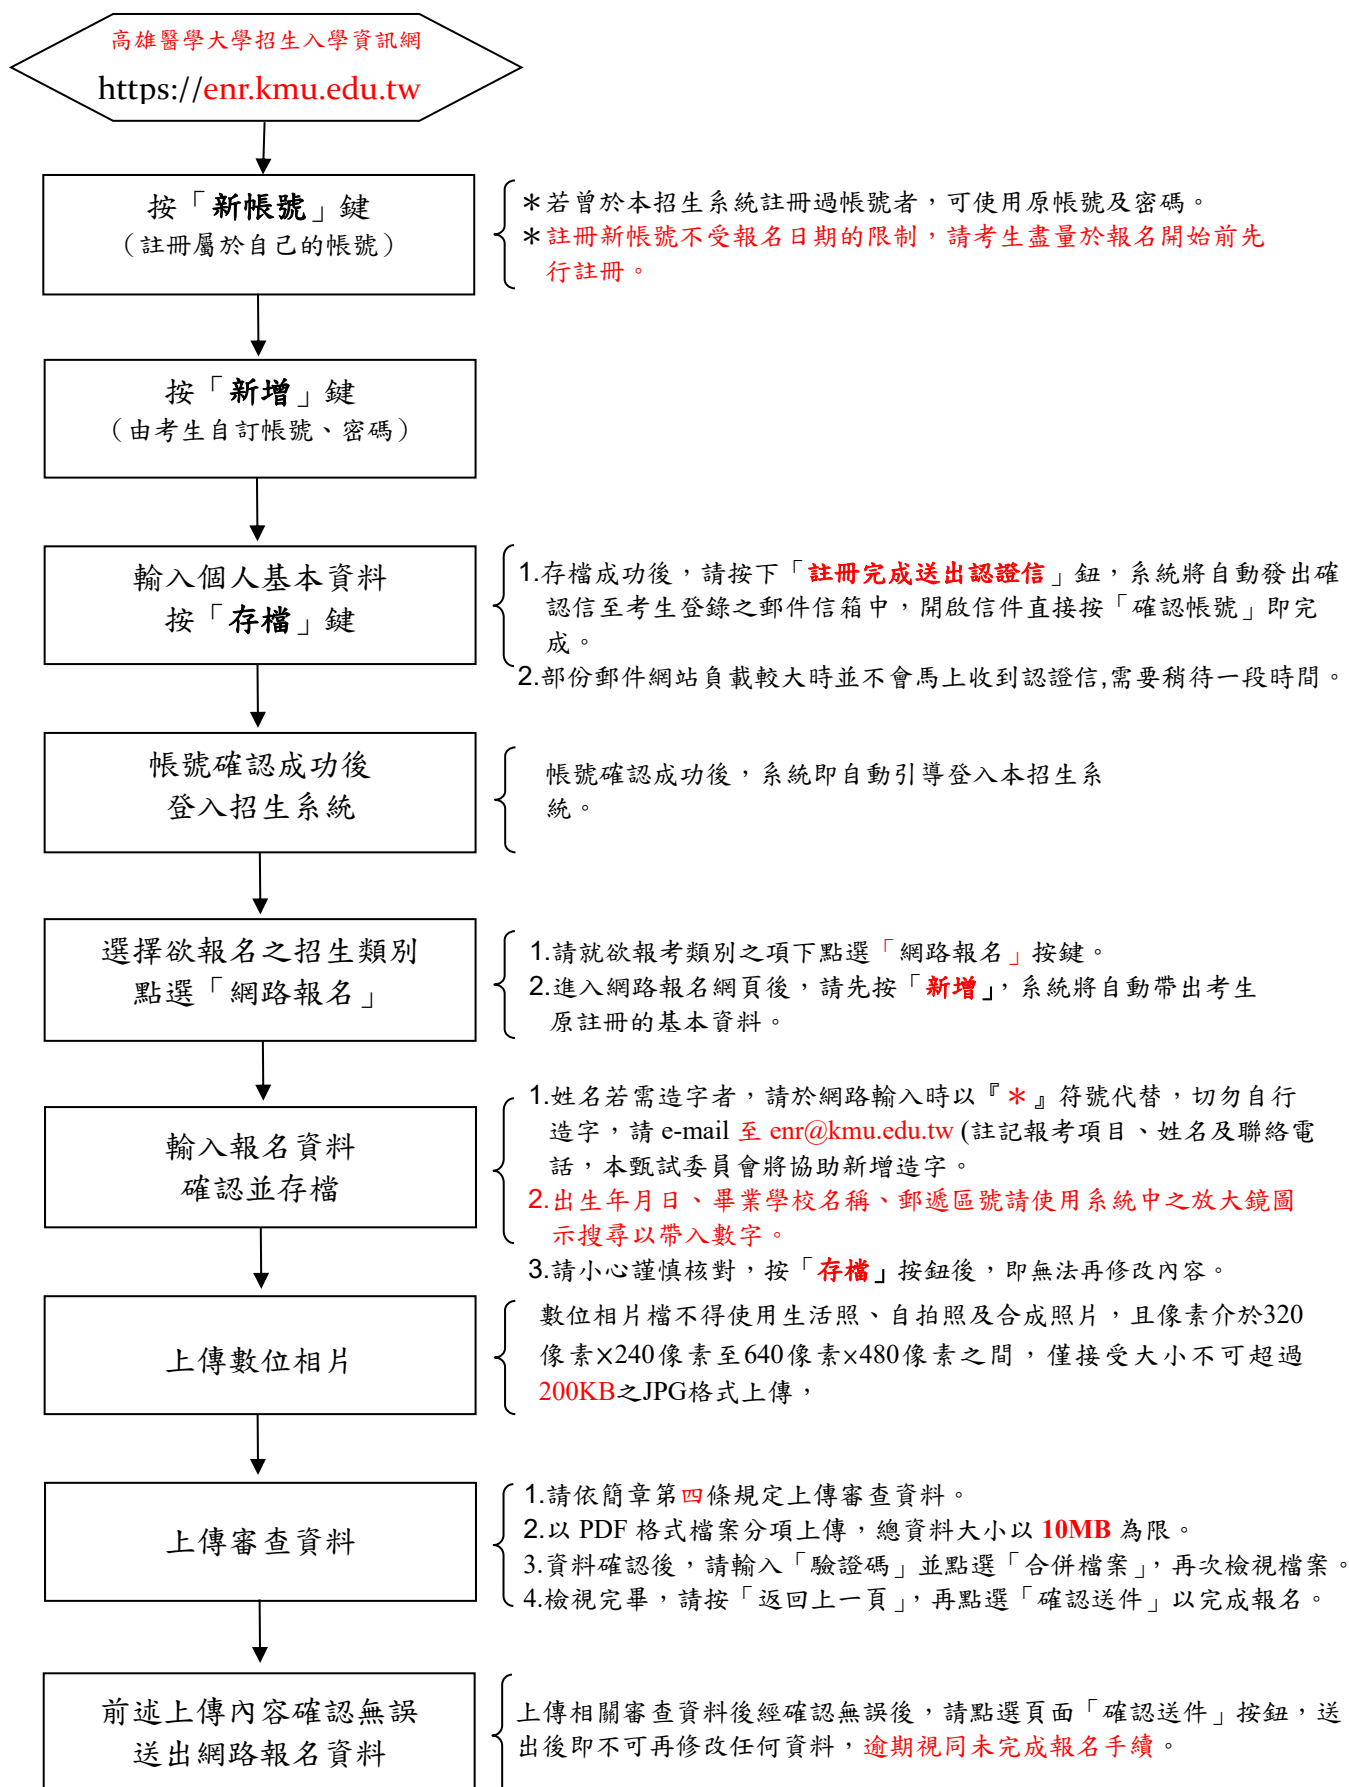 高雄醫學大學招生入學資訊網
https://enr.kmu.edu.tw
按「新帳號」鍵
（註冊屬於自己的帳號）
＊若曾於本招生系統註冊過帳號者，可使用原帳號及密碼。
＊註冊新帳號不受報名日期的限制，請考生盡量於報名開始前先
行註冊。
按「新增」鍵
（由考生自訂帳號、密碼）
輸入個人基本資料
按「存檔」鍵
1.存檔成功後，請按下「註冊完成送出認證信」鈕，系統將自動發出確
認信至考生登錄之郵件信箱中，開啟信件直接按「確認帳號」即完
成。
2.部份郵件網站負載較大時並不會馬上收到認證信,需要稍待一段時間。
帳號確認成功後
登入招生系統
帳號確認成功後，系統即自動引導登入本招生系
統。
選擇欲報名之招生類別
點選「網路報名」
1.請就欲報考類別之項下點選「網路報名」按鍵。
2.進入網路報名網頁後，請先按「新增」，系統將自動帶出考生
原註冊的基本資料。
輸入報名資料
確認並存檔
1.姓名若需造字者，請於網路輸入時以『＊』符號代替，切勿自行
造字，請 e-mail 至 enr@kmu.edu.tw (註記報考項目、姓名及聯絡電
話，本甄試委員會將協助新增造字。
2.出生年月日、畢業學校名稱、郵遞區號請使用系統中之放大鏡圖
示搜尋以帶入數字。
3.請小心謹慎核對，按「存檔」按鈕後，即無法再修改內容。
上傳數位相片
數位相片檔不得使用生活照、自拍照及合成照片，且像素介於320
像素×240像素至640像素×480像素之間，僅接受大小不可超過
200KB之JPG格式上傳，
上傳審查資料
1.請依簡章第四條規定上傳審查資料。
2.以 PDF 格式檔案分項上傳，總資料大小以 10MB 為限。
3.資料確認後，請輸入「驗證碼」並點選「合併檔案」，再次檢視檔案。
4.檢視完畢，請按「返回上一頁」，再點選「確認送件」以完成報名。
前述上傳內容確認無誤
送出網路報名資料
上傳相關審查資料後經確認無誤後，請點選頁面「確認送件」按鈕，送
出後即不可再修改任何資料，逾期視同未完成報名手續。